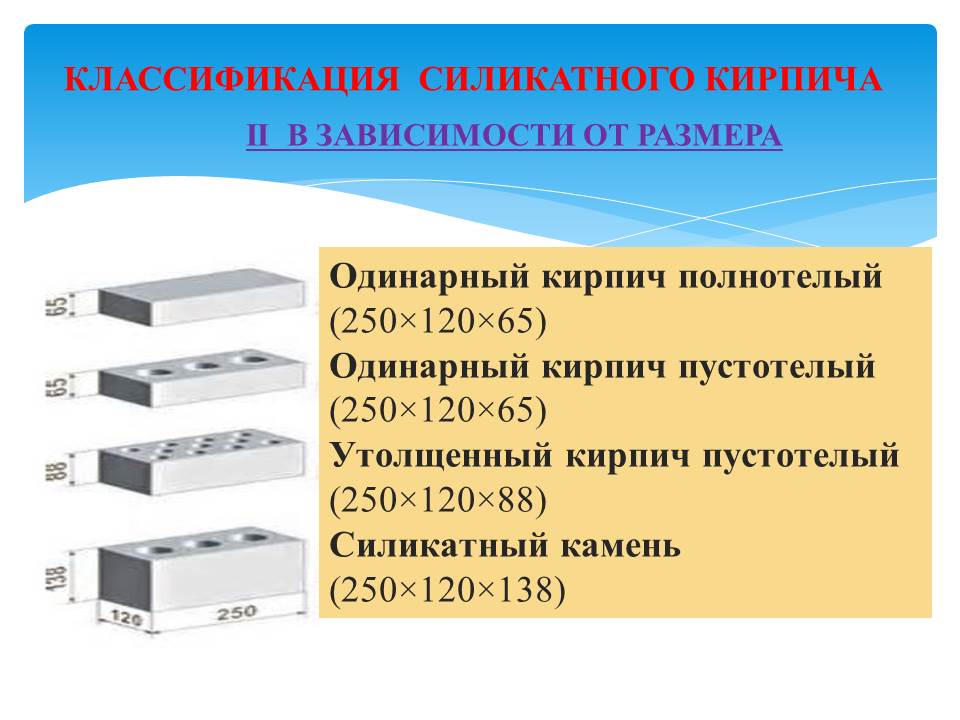 КЛАССИФИКАЦИЯ СИЛИКАТНОГО КИРПИЧА
II В ЗАВИСИМОСТИ ОТ РАЗМЕРА
65
65
88
138
120
250
Одинарный кирпич полнотелый
(250×120×65)
Одинарный кирпич пустотелый
(250×120×65)
Утолщенный кирпич пустотелый
(250×120×88)
Силикатный камень
(250×120×138)